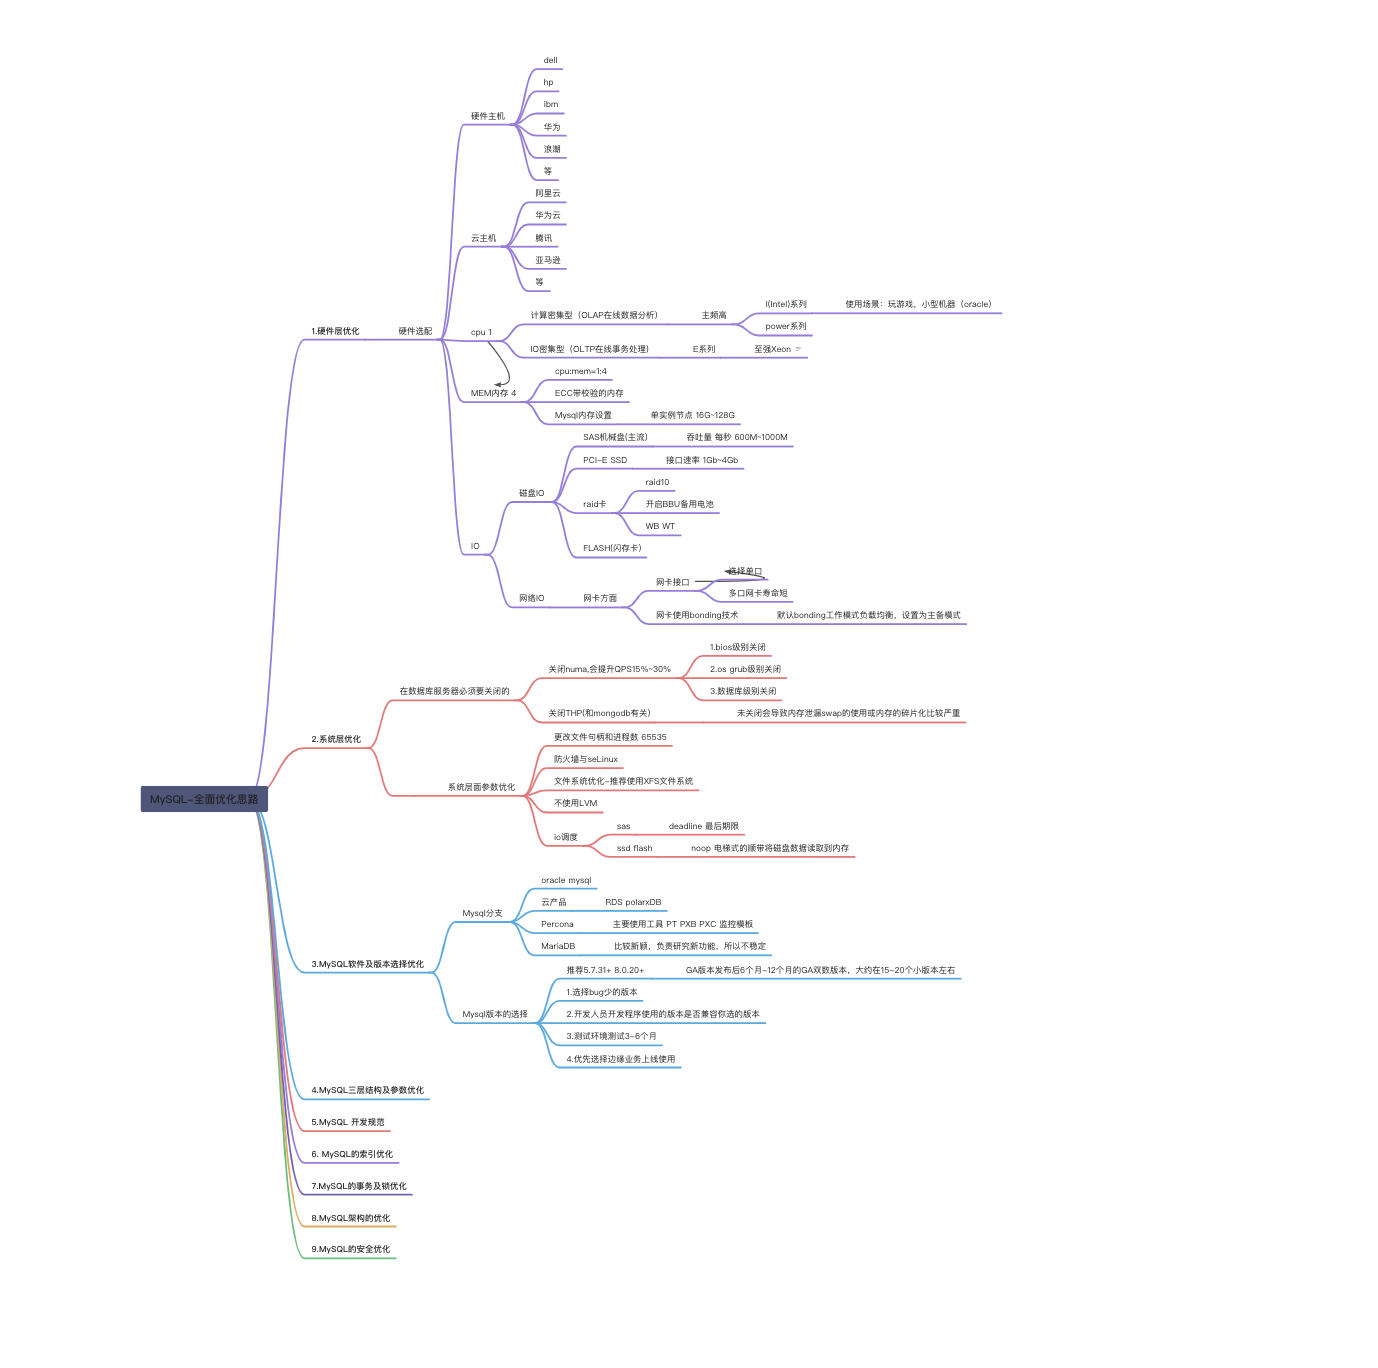 MySQL-全面优化思路
1.硬件层优化
硬件选配
硬件主机
dell
hp
ibm
华为
浪潮
等
云主机
阿里云
华为云
腾讯
亚马逊
等
cpu 1
计算密集型（OLAP在线数据分析）
主频高
I(Intel)系列
使用场景：玩游戏，小型机器（oracle）
power系列
IO密集型（OLTP在线事务处理）
E系列
至强Xeon
MEM内存 4
cpu:mem=1:4
ECC带校验的内存
Mysql内存设置
单实例节点 16G~128G
IO
磁盘IO
SAS机械盘(主流)
吞吐量 每秒 600M~1000M
PCI-E SSD
接口速率 1Gb~4Gb
raid卡
raid10
开启BBU备用电池
WB WT
FLASH(闪存卡)
网络IO
网卡方面
网卡接口
选择单口
多口网卡寿命短
网卡使用bonding技术
默认bonding工作模式负载均衡，设置为主备模式
2.系统层优化
在数据库服务器必须要关闭的
关闭numa,会提升QPS15%~30%
1.bios级别关闭
2.os grub级别关闭
3.数据库级别关闭
关闭THP(和mongodb有关)
未关闭会导致内存泄漏swap的使用或内存的碎片化比较严重
系统层面参数优化
更改文件句柄和进程数 65535
防火墙与seLinux
文件系统优化-推荐使用XFS文件系统
不使用LVM
io调度
sas
deadline 最后期限
ssd flash
noop 电梯式的顺带将磁盘数据读取到内存
3.MySQL软件及版本选择优化
Mysql分支
oracle mysql
云产品
RDS polarxDB
Percona
主要使用工具 PT PXB PXC 监控模板
MariaDB
比较新颖，负责研究新功能，所以不稳定
Mysql版本的选择
推荐5.7.31+ 8.0.20+
GA版本发布后6个月-12个月的GA双数版本，大约在15-20个小版本左右
1.选择bug少的版本
2.开发人员开发程序使用的版本是否兼容你选的版本
3.测试环境测试3-6个月
4.优先选择边缘业务上线使用
4.MySQL三层结构及参数优化
5.MySQL 开发规范
6. MySQL的索引优化
7.MySQL的事务及锁优化
8.MySQL架构的优化
9.MySQL的安全优化